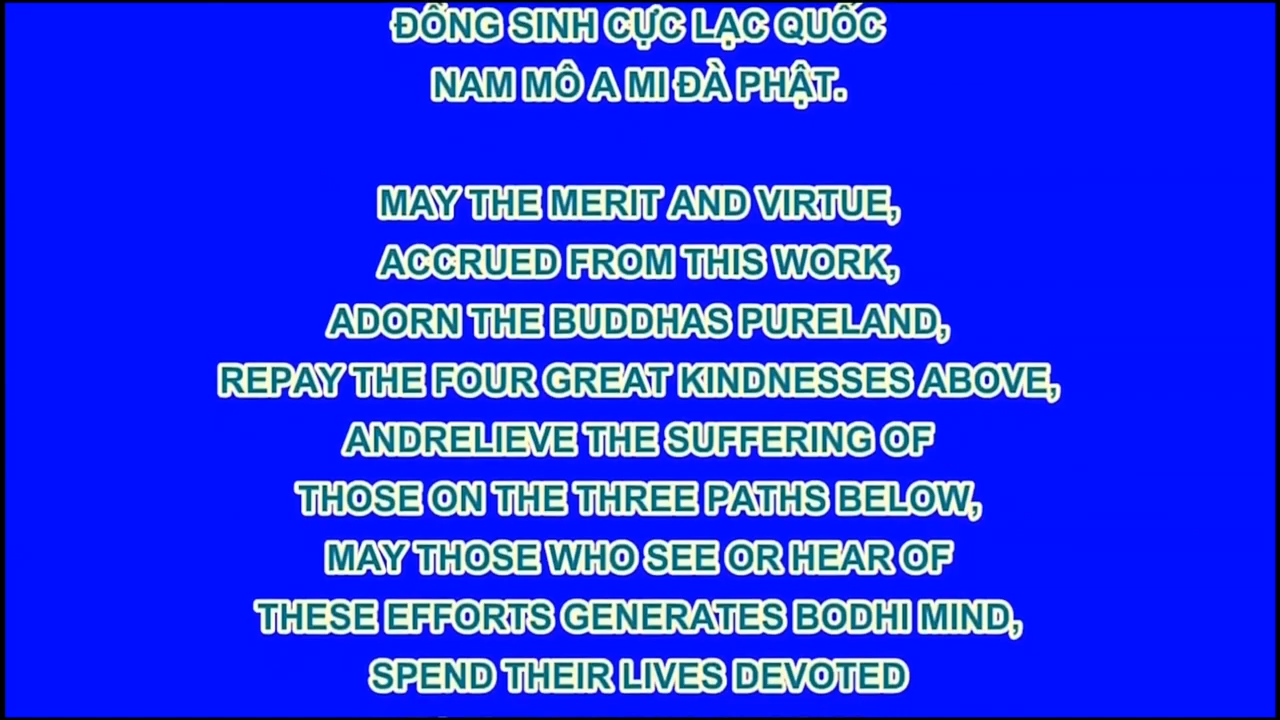 ĐỒNG SINH CỰC LẠC QUỐC
NAM MÔ A MI ĐÀ PHẬT.
MAY THE MERIT AND VIRTUE,
ACCRUED FROM THIS WORK,
ADORN THE BUDDHAS PURELAND,
REPAY THE FOUR GREAT KINDNESSES ABOVE,
ANDRELIEVE THE SUFFERING OF
THOSE ON THE THREE PATHS BELOW,
MAY THOSE WHO SEE OR HEAR OF
THESE EFFORTS GENERATES BODHI MIND,
SPEND THEIR LIVES DEVOTED